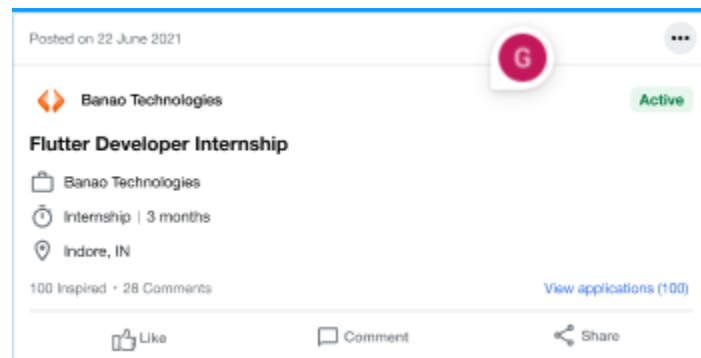 Posted on 22 June 2021
G
Banao Technologies
Active
Flutter Developer Internship
Banao Technologies
Internship | 3 months
Indore, IN
100 Inspired • 28 Comments
View applications (100)
Like
Comment
Share